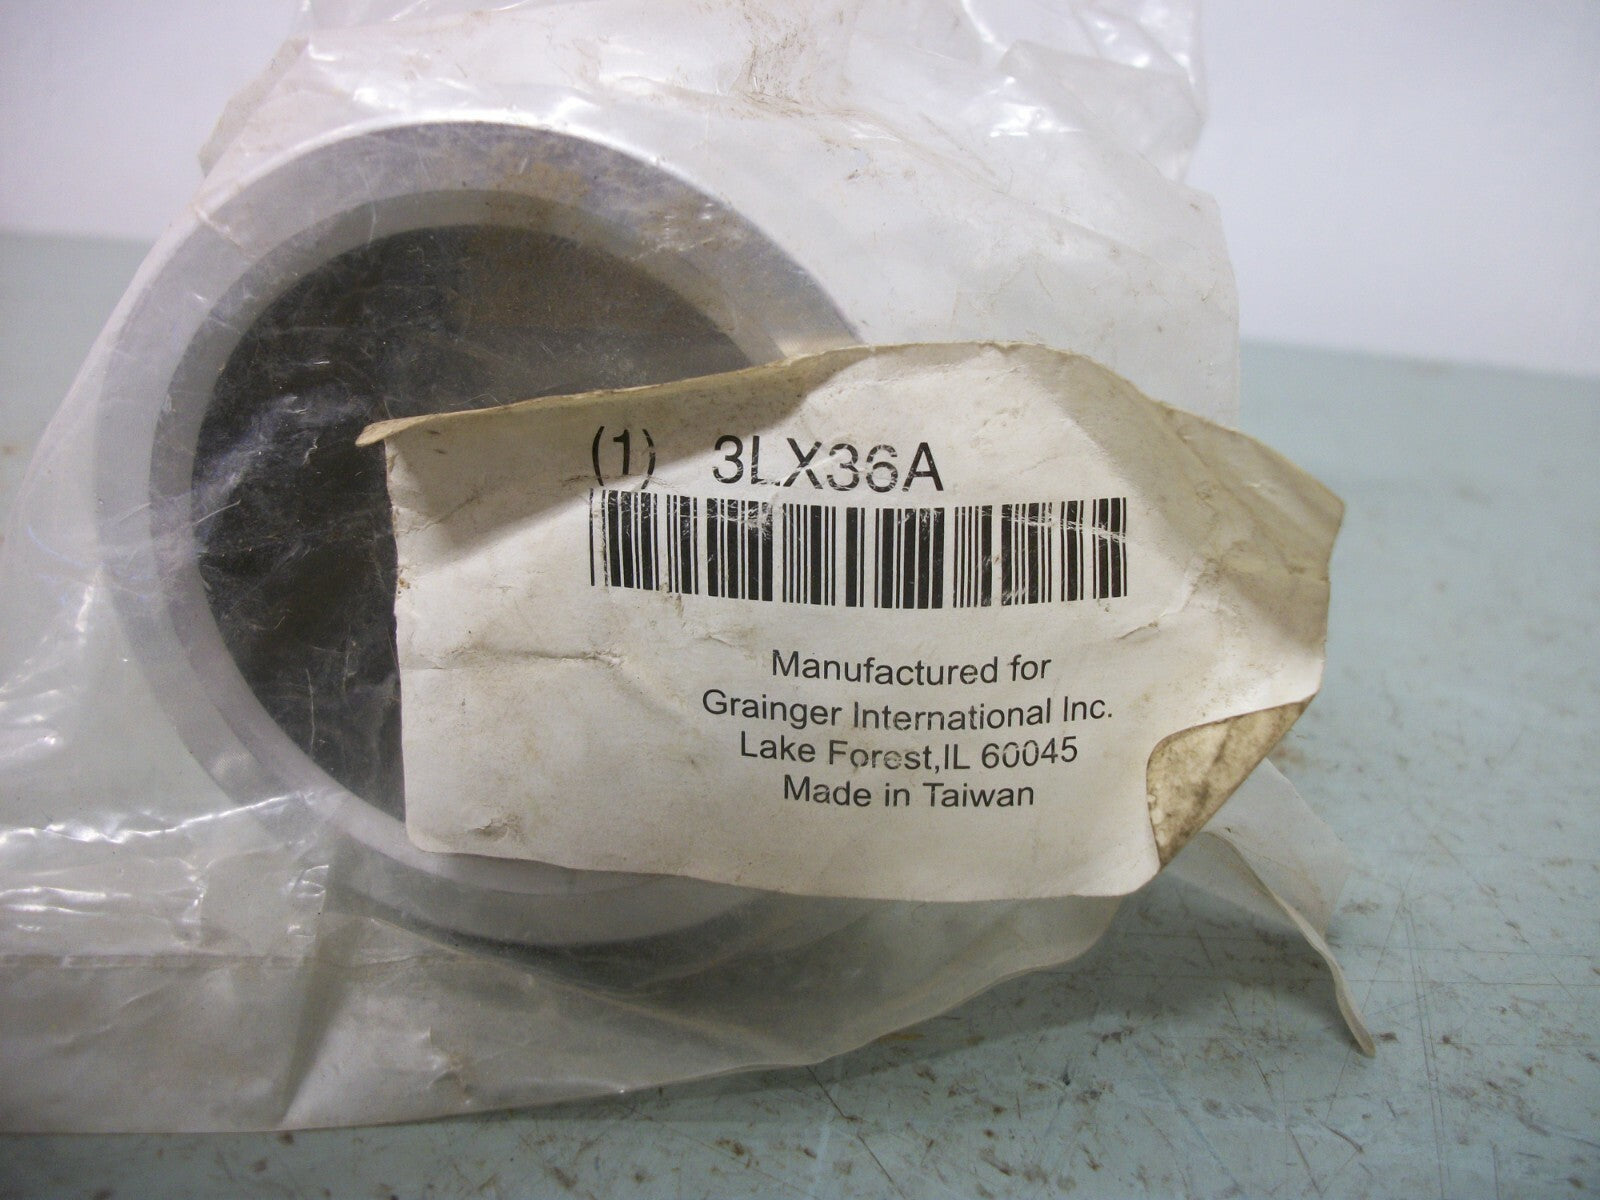 (1) 3LX36A
Manufactured for
Grainger International Inc.
Lake Forest,IL 60045
Made in Taiwan